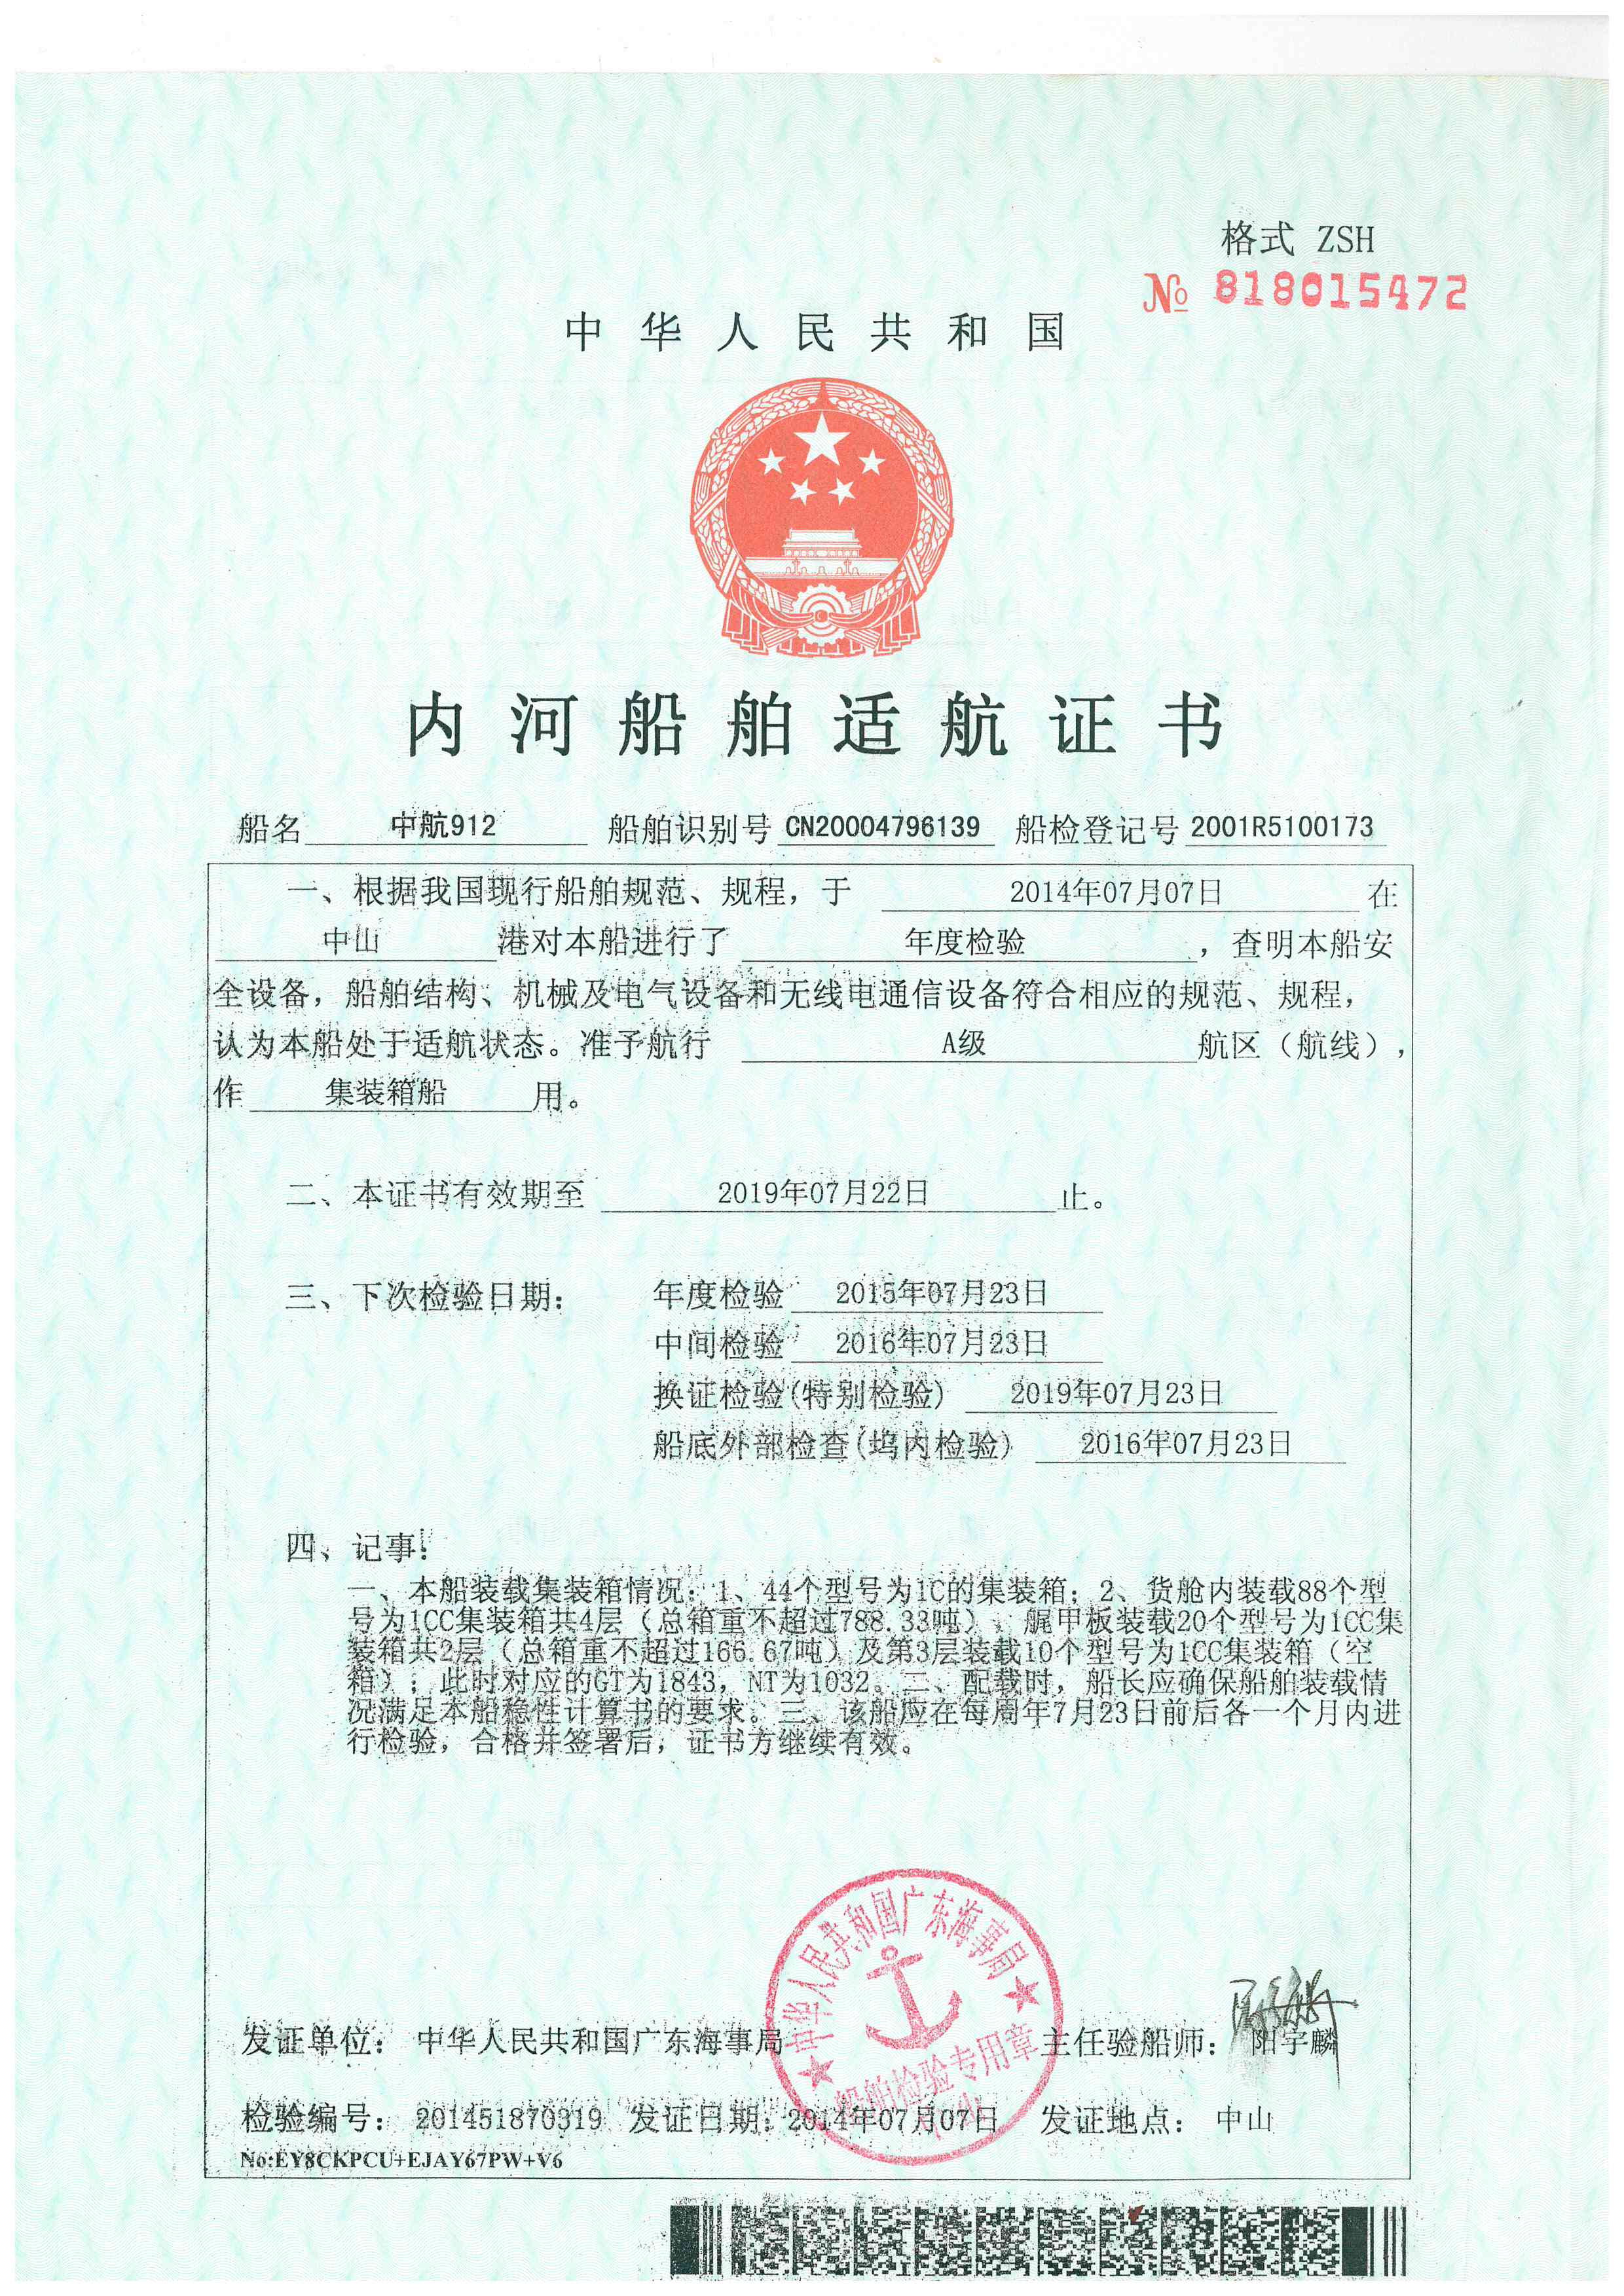 格式 ZSH
№ 818015472
中华人民共和国
内河船舶适航证书
船名 中航912 船舶识别号 CN20004796139 船检登记号 2001R5100173
一、根据我国现行船舶规范、规程，于 2014年07月07日 在
中山 港对本船进行了 年度检验 ，查明本船安
全设备，船舶结构、机械及电气设备和无线电通信设备符合相应的规范、规程，
认为本船处于适航状态。准予航行 A级 航区（航线），
作 集装箱船 用。
二、本证书有效期至 2019年07月22日 止。
三、下次检验日期： 年度检验 2015年07月23日
中间检验 2016年07月23日
换证检验(特别检验) 2019年07月23日
船底外部检查(坞内检验) 2016年07月23日
四、记事：
一、本船装载集装箱情况：1、44个型号为1C的集装箱；2、货舱内装载88个型
号为1CC集装箱共4层（总箱重不超过788.33吨），艉甲板装载20个型号为1CC集
装箱共2层（总箱重不超过166.67吨）及第3层装载10个型号为1CC集装箱（空
箱）；此时对应的GT为1843，NT为1032。二、配载时，船长应确保船舶装载情
况满足本船稳性计算书的要求。三、该船应在每周年7月23日前后各一个月内进
行检验，合格并签署后，证书方继续有效。
中华人民共和国广东海事局
船舶检验专用章
发证单位： 中华人民共和国广东海事局 主任验船师： 阳宇麟
检验编号： 201451870319 发证日期：2014年07月07日 发证地点： 中山
No:EY8CKPCU+EJAY67PW+V6